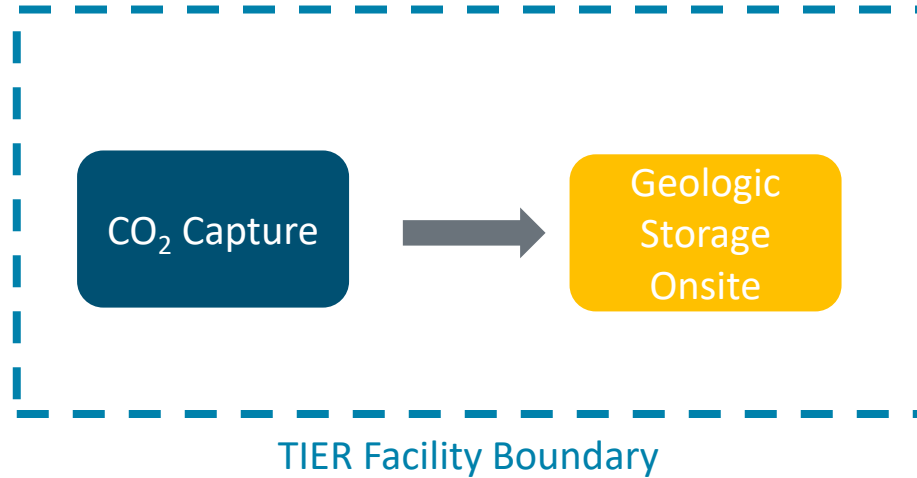 CO₂ Capture
Geologic
Storage
Onsite
TIER Facility Boundary